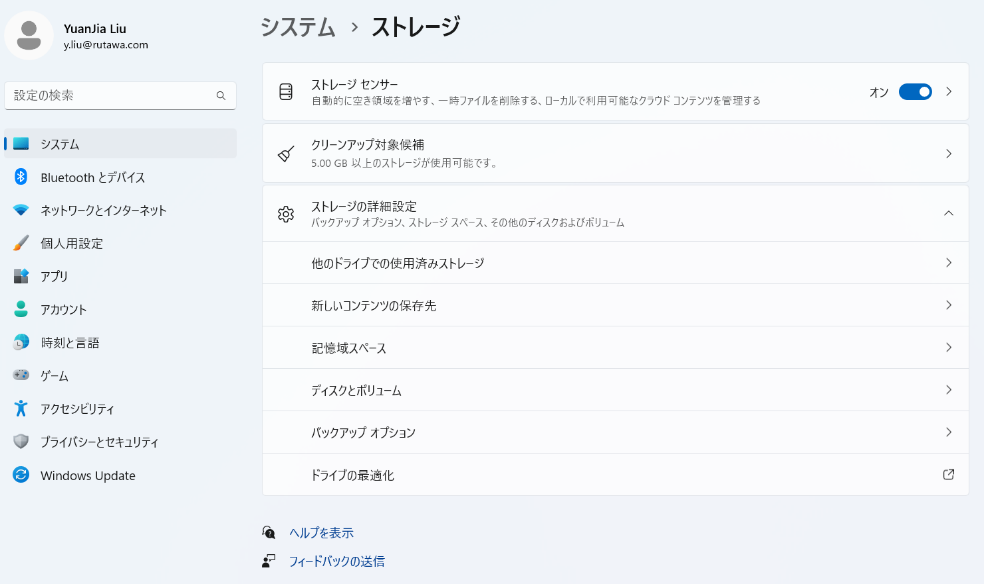 YuanJia Liu
y.liu@rutawa.com
設定の検索
システム
Bluetooth とデバイス
ネットワークとインターネット
個人用設定
アプリ
アカウント
時刻と言語
ゲーム
アクセシビリティ
プライバシーとセキュリティ
Windows Update
システム › ストレージ
ストレージ センサー
自動的に空き領域を増やす、一時ファイルを削除する、ローカルで利用可能なクラウド コンテンツを管理する
オン
クリーンアップ対象候補
5.00 GB 以上のストレージが使用可能です。
ストレージの詳細設定
バックアップ オプション、ストレージ スペース、その他のディスクおよびボリューム
他のドライブでの使用済みストレージ
新しいコンテンツの保存先
記憶域スペース
ディスクとボリューム
バックアップ オプション
ドライブの最適化
ヘルプを表示
フィードバックの送信